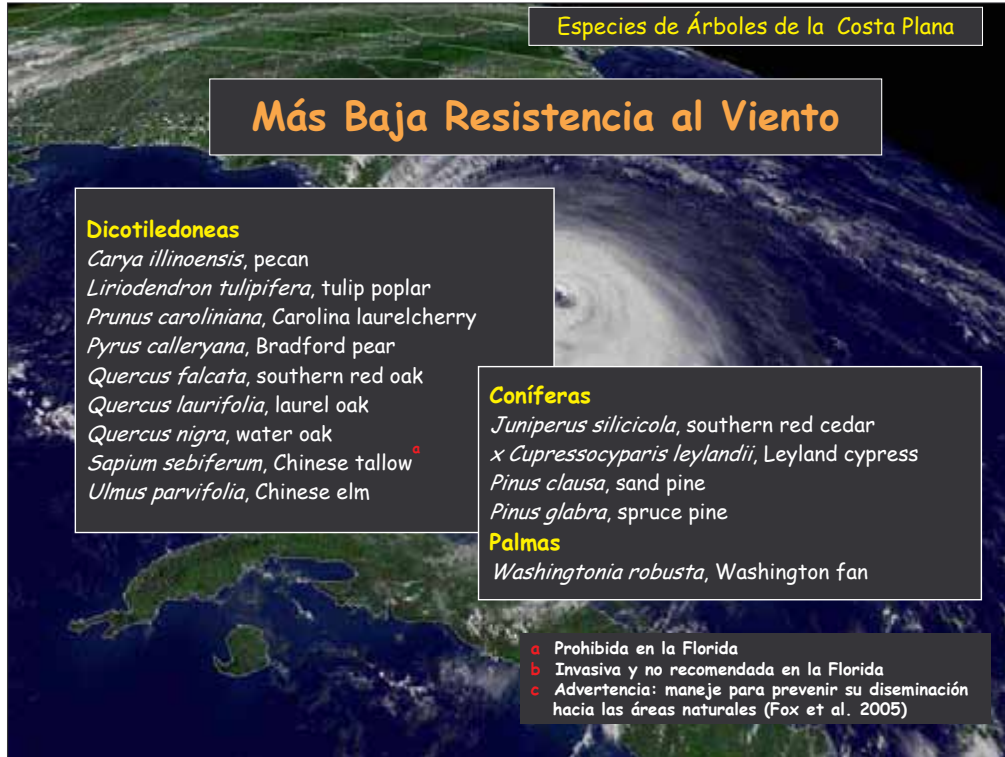 Especies de Árboles de la Costa Plana
Más Baja Resistencia al Viento
Dicotiledoneas
Carya illinoensis, pecan
Liriodendron tulipifera, tulip poplar
Prunus caroliniana, Carolina laurelcherry
Pyrus calleryana, Bradford pear
Quercus falcata, southern red oak
Quercus laurifolia, laurel oak
Quercus nigra, water oak
Sapium sebiferum, Chinese tallow a
Ulmus parvifolia, Chinese elm
Coníferas
Juniperus silicicola, southern red cedar
x Cupressocyparis leylandii, Leyland cypress
Pinus clausa, sand pine
Pinus glabra, spruce pine
Palmas
Washingtonia robusta, Washington fan
a Prohibida en la Florida
b Invasiva y no recomendada en la Florida
c Advertencia: maneje para prevenir su diseminación
hacia las áreas naturales (Fox et al. 2005)